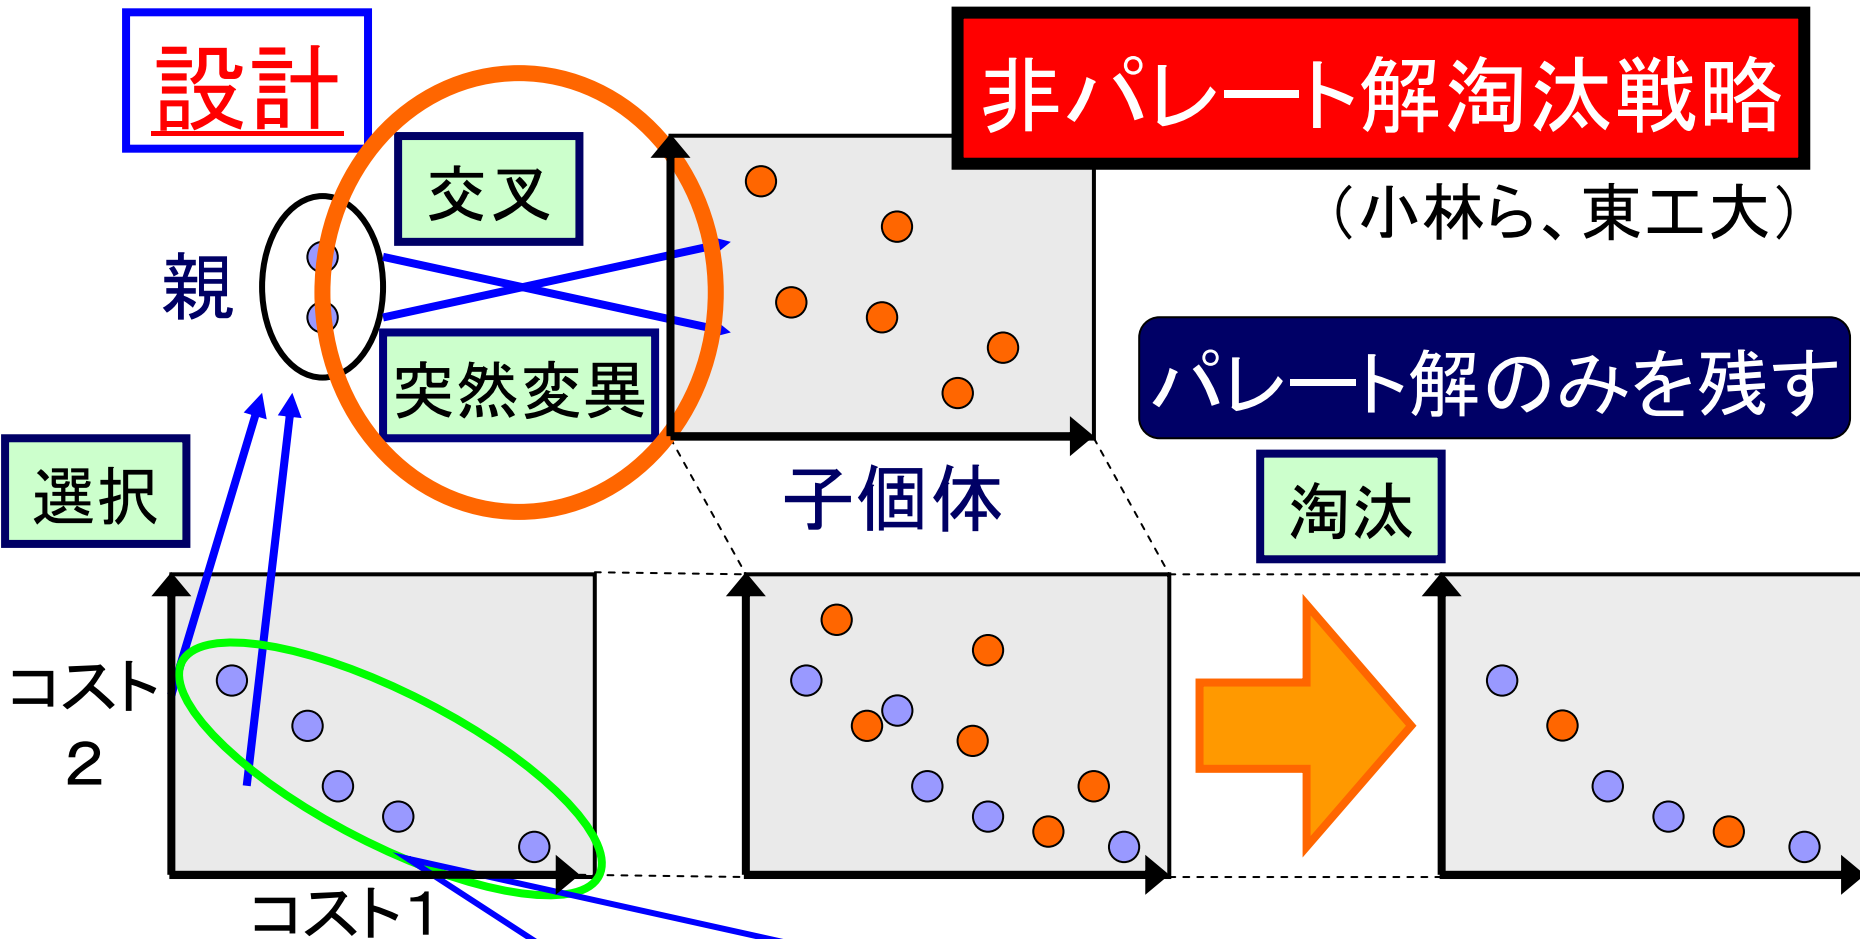 設計
非パレート解淘汰戦略
（小林ら、東工大）
交叉
親
突然変異
パレート解のみを残す
選択
子個体
淘汰
コスト
２
コスト１